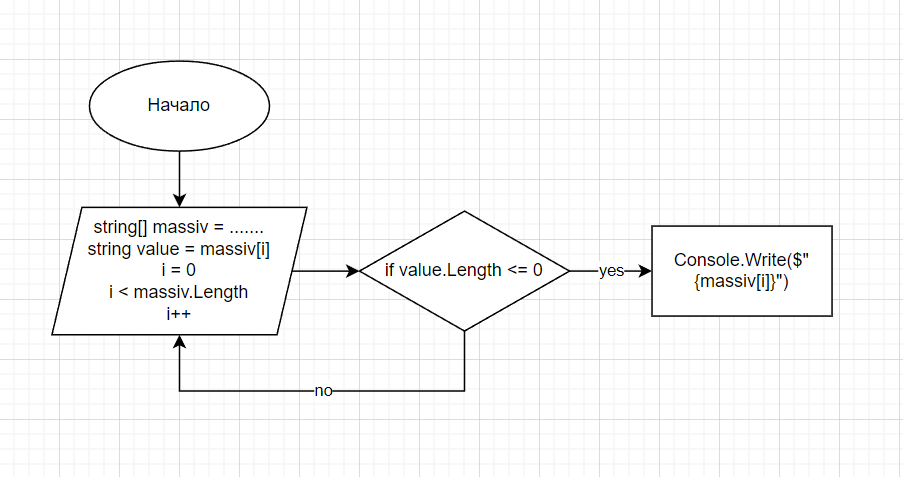 Начало
string[] massiv = .......
string value = massiv[i]
i = 0
i < massiv.Length
i++
if value.Length <= 0
yes
Console.Write($"
{massiv[i]}")
no